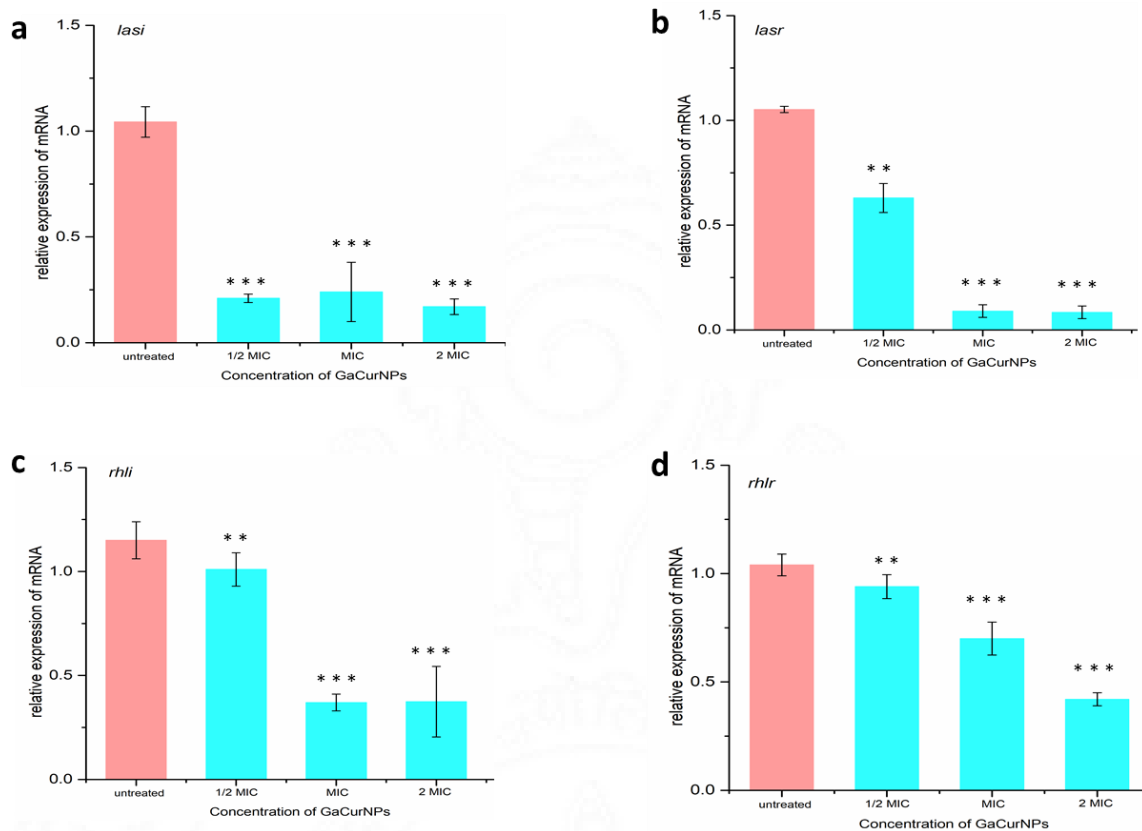 a
lasi
1.5
1.0
0.5
0.0
relative expression of mRNA
* * *
* * *
* * *
untreated 1/2 MIC MIC 2 MIC
Concentration of GaCurNPs
b
lasr
1.5
1.0
0.5
0.0
relative expression of mRNA
* *
* * *
* * *
untreated 1/2 MIC MIC 2 MIC
Concentration of GaCurNPs
c
rhli
1.5
1.0
0.5
0.0
relative expression of mRNA
* *
* * *
* * *
untreated 1/2 MIC MIC 2 MIC
Concentration of GaCurNPs
d
rhlr
1.5
1.0
0.5
0.0
relative expression of mRNA
* *
* * *
* * *
untreated 1/2 MIC MIC 2 MIC
Concentration of GaCurNPs